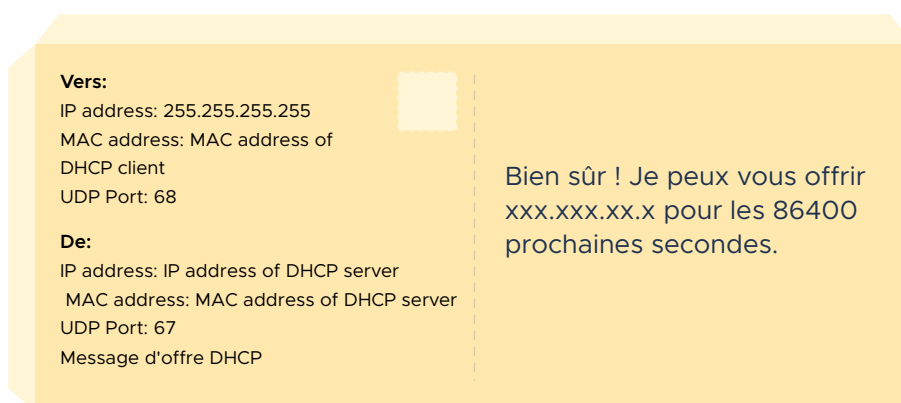 Vers:
IP address: 255.255.255.255
MAC address: MAC address of
DHCP client
UDP Port: 68
De:
IP address: IP address of DHCP server
MAC address: MAC address of DHCP server
UDP Port: 67
Message d'offre DHCP
Bien sûr ! Je peux vous offrir
xxx.xxx.xx.x pour les 86400
prochaines secondes.